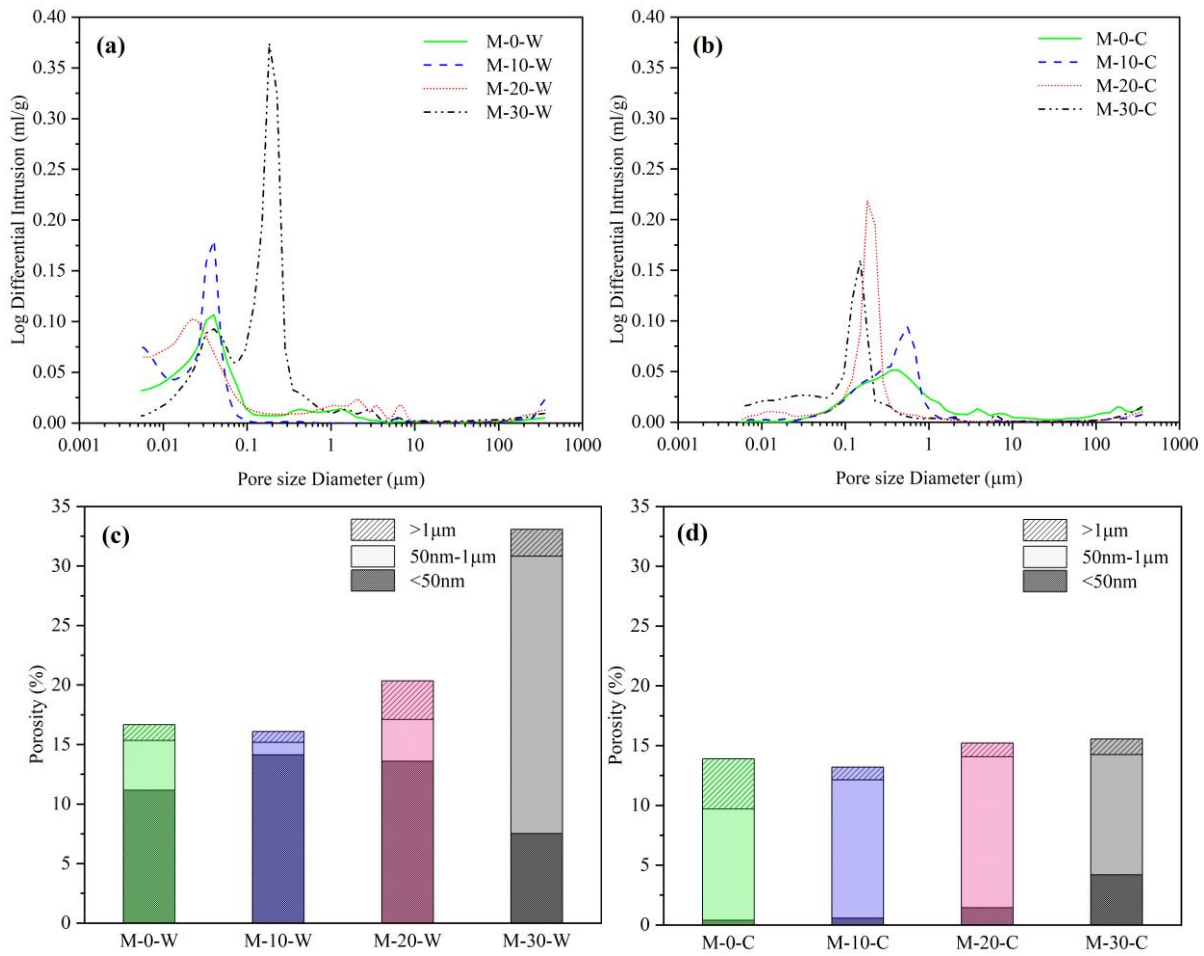 (a)
M-0-W
M-10-W
M-20-W
M-30-W
0.40
0.35
0.30
0.25
0.20
0.15
0.10
0.05
0.00
Log Differential Intrusion (ml/g)
0.001 0.01 0.1 1 10 100 1000
Pore size Diameter (μm)
(b)
M-0-C
M-10-C
M-20-C
M-30-C
0.40
0.35
0.30
0.25
0.20
0.15
0.10
0.05
0.00
Log Differential Intrusion (ml/g)
0.001 0.01 0.1 1 10 100 1000
Pore size Diameter (μm)
(c)
>1μm
50nm-1μm
<50nm
35
30
25
20
15
10
5
0
Porosity (%)
M-0-W M-10-W M-20-W M-30-W
(d)
>1μm
50nm-1μm
<50nm
35
30
25
20
15
10
5
0
Porosity (%)
M-0-C M-10-C M-20-C M-30-C